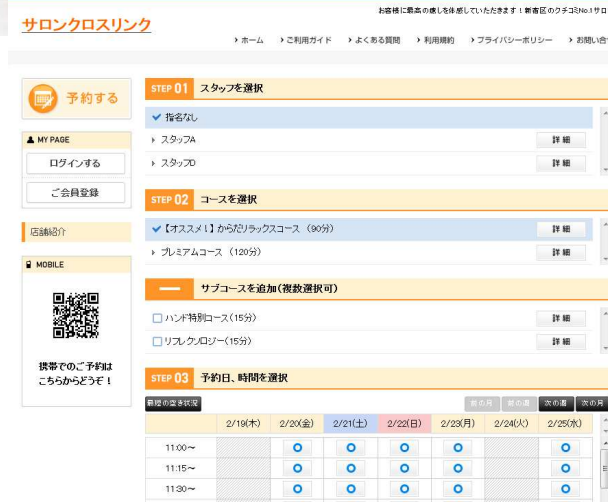 お客様に最高の癒しを体感していただきます！新宿区のクチコミNo.1サロ
サロンクロスリンク
ホーム ご利用ガイド よくある質問 利用規約 プライバシーポリシー お問い合
予約する
MY PAGE
ログインする
ご会員登録
店舗紹介
MOBILE
携帯でのご予約は
こちらからどうぞ！
STEP 01 スタッフを選択
指名なし
スタッフA 詳細
スタッフD 詳細
STEP 02 コースを選択
【オススメ！】からだリラックスコース （90分） 詳細
プレミアムコース （120分） 詳細
サブコースを追加(複数選択可)
ハンド特別コース(15分) 詳細
リフレクソロジー(15分) 詳細
STEP 03 予約日、時間を選択
最短の空き状況 前の月 前の週 次の週 次の月
2/19(木) 2/20(金) 2/21(土) 2/22(日) 2/23(月) 2/24(火) 2/25(水)
11:00〜
11:15〜
11:30〜